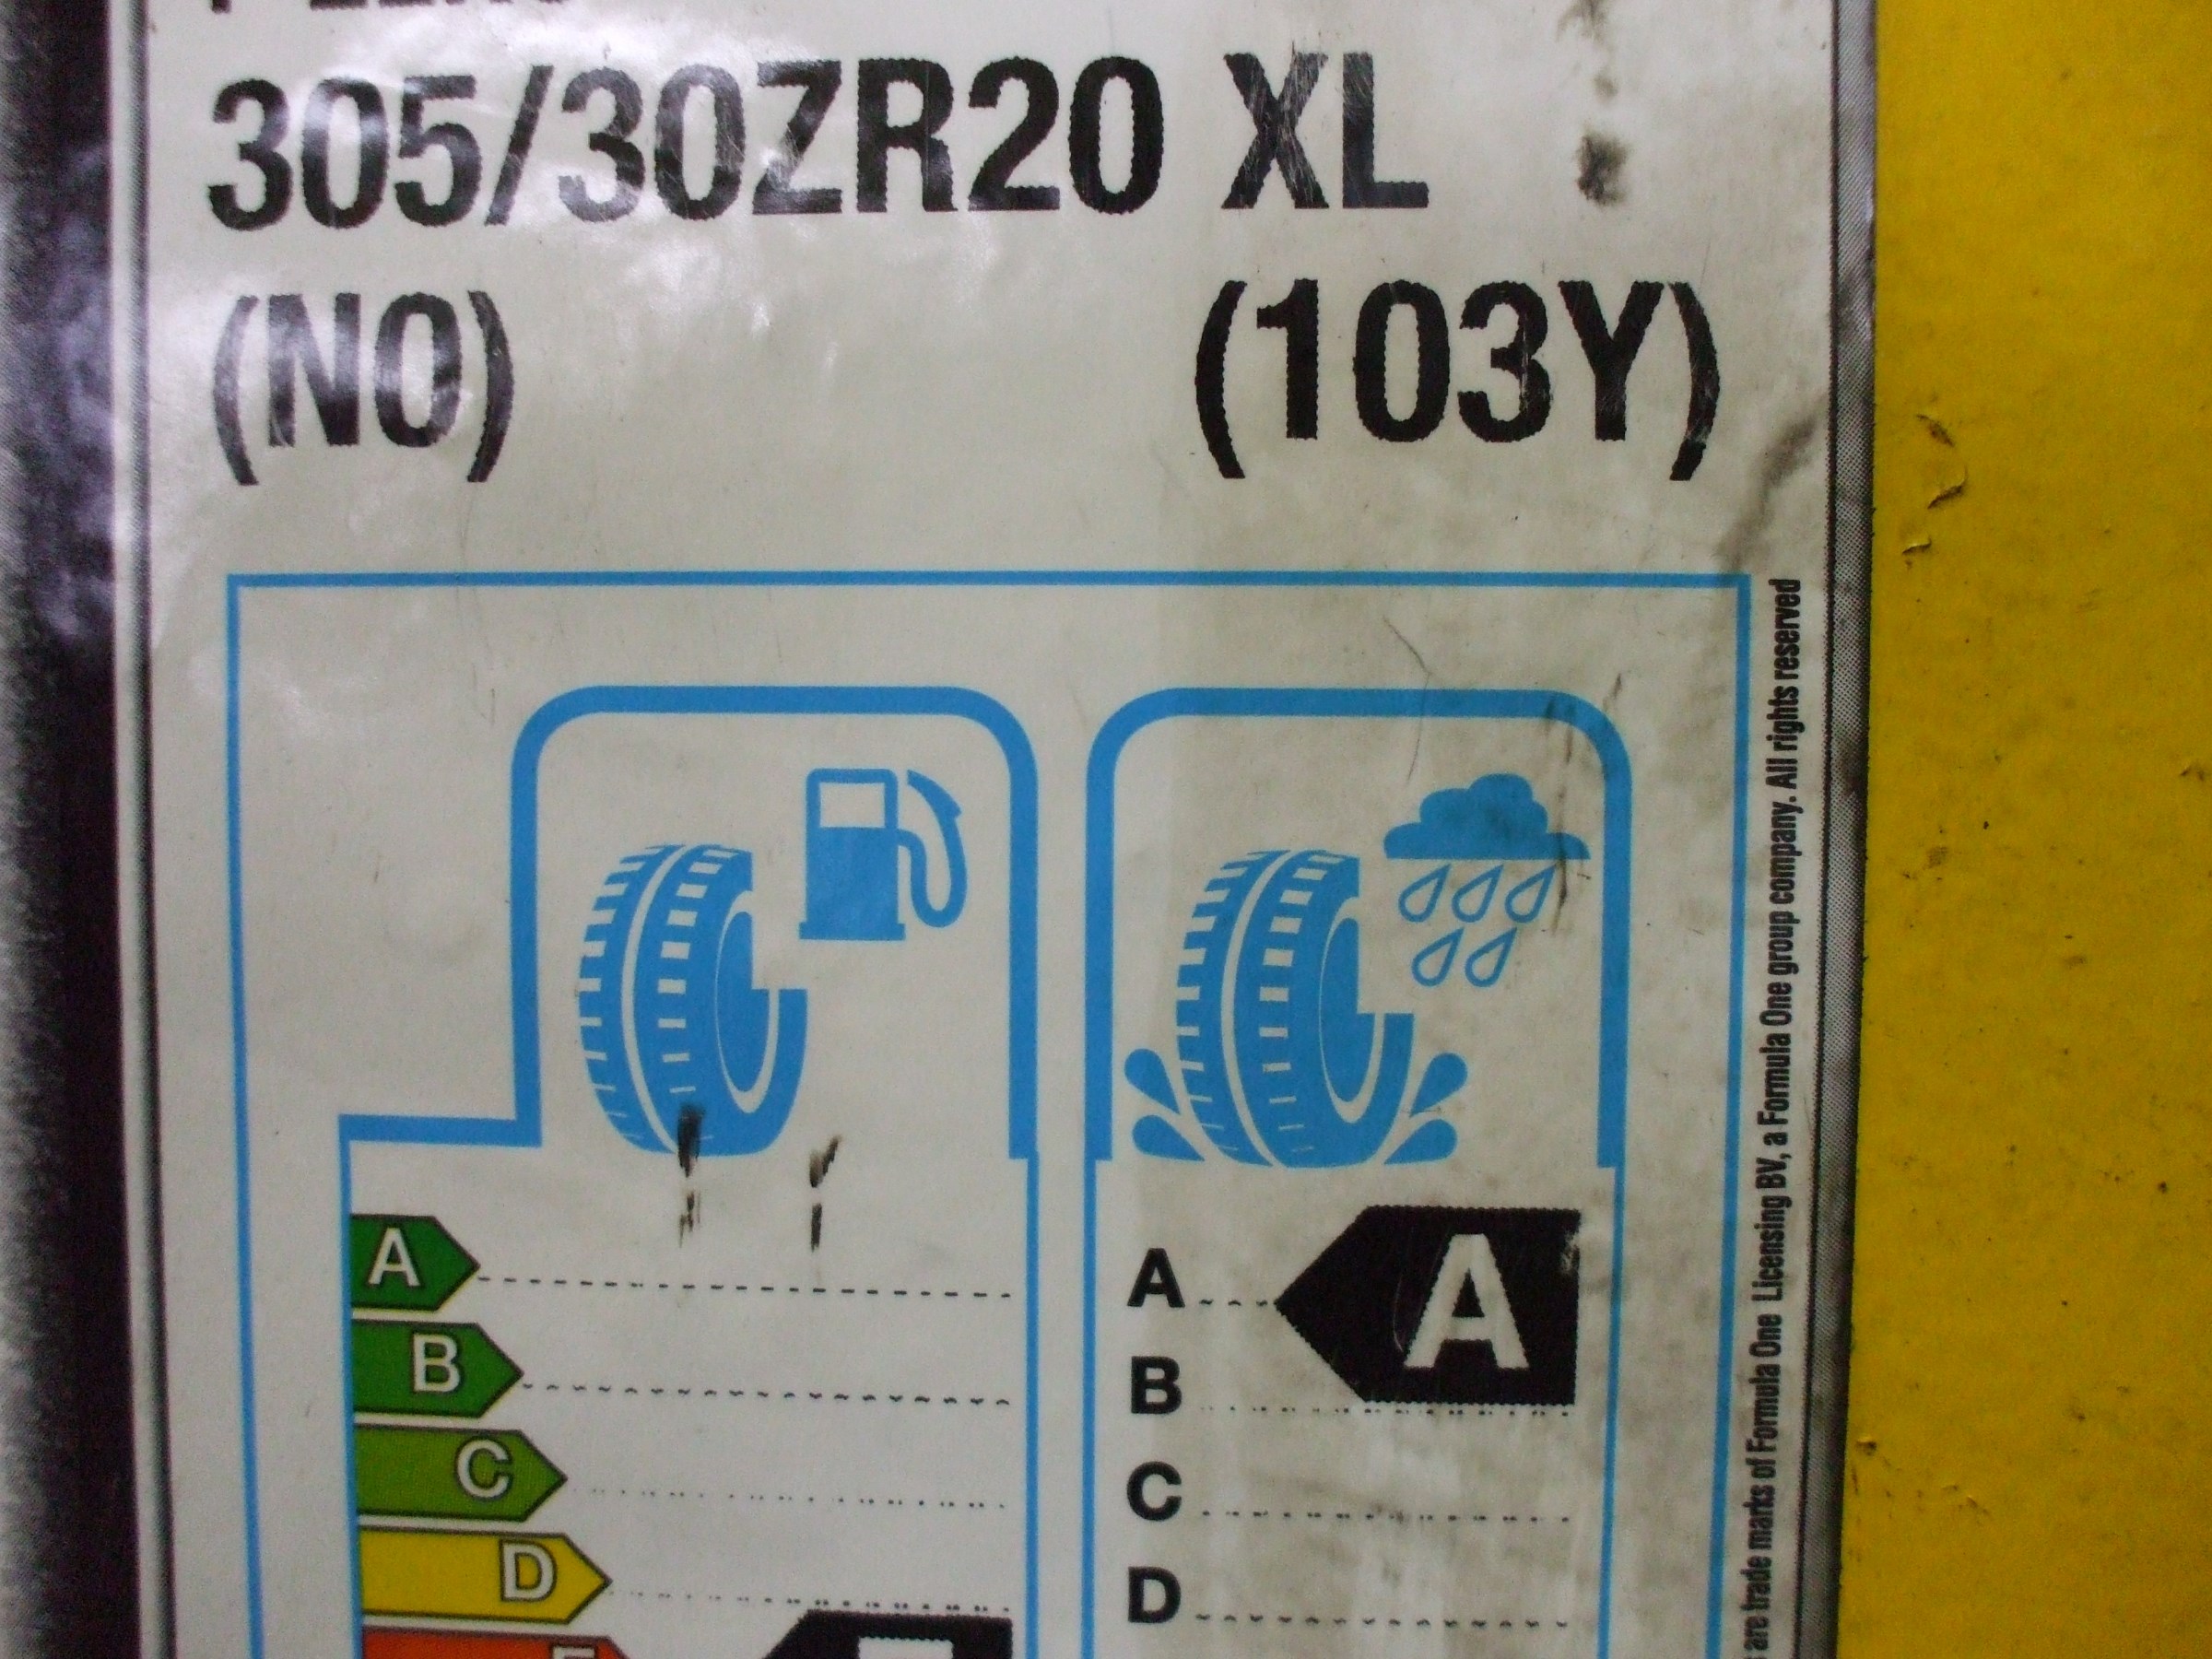 305/30ZR20 XL
(N0) (103Y)
A
B
C
D
A A
B
C
D
are trade marks of Formula One Licensing BV, a Formula One group company. All rights reserved